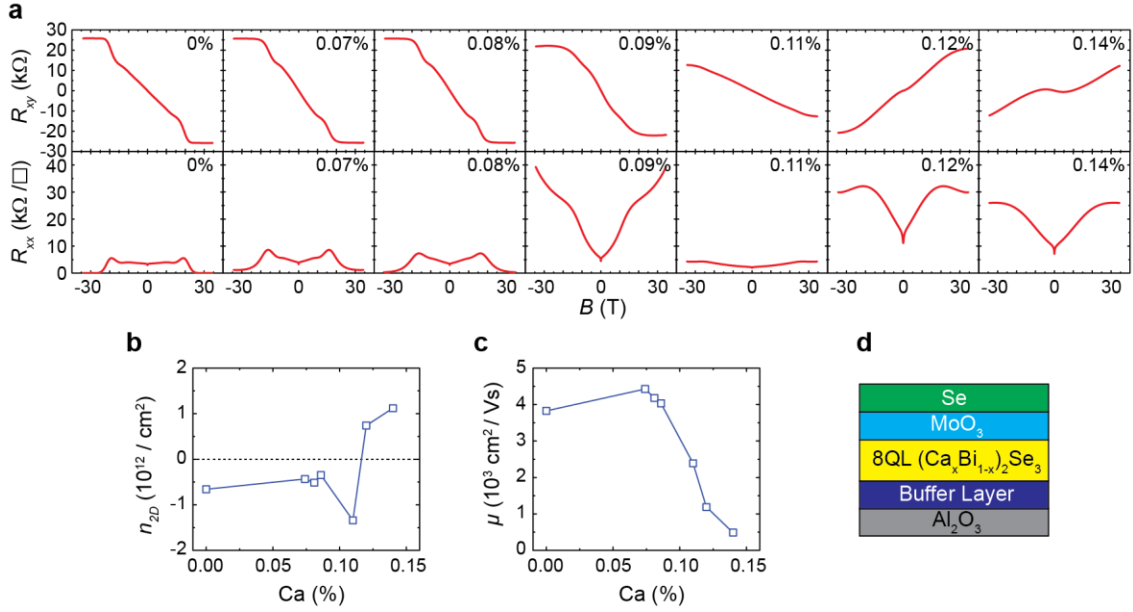 a
R_xy (kΩ)
30
20
10
0
-10
-20
-30
0%
0.07%
0.08%
0.09%
0.11%
0.12%
0.14%
R_xx (kΩ/□)
40
30
20
10
0
0%
0.07%
0.08%
0.09%
0.11%
0.12%
0.14%
-30 0 30
-30 0 30
-30 0 30
-30 0 30
-30 0 30
-30 0 30
-30 0 30
B (T)
b
n_2D (10^12 / cm^2)
2
1
0
-1
-2
0.00 0.05 0.10 0.15
Ca (%)
c
μ (10^3 cm^2 / Vs)
5
4
3
2
1
0
0.00 0.05 0.10 0.15
Ca (%)
d
Se
MoO₃
8QL (CaₓBi₁₋ₓ)₂Se₃
Buffer Layer
Al₂O₃